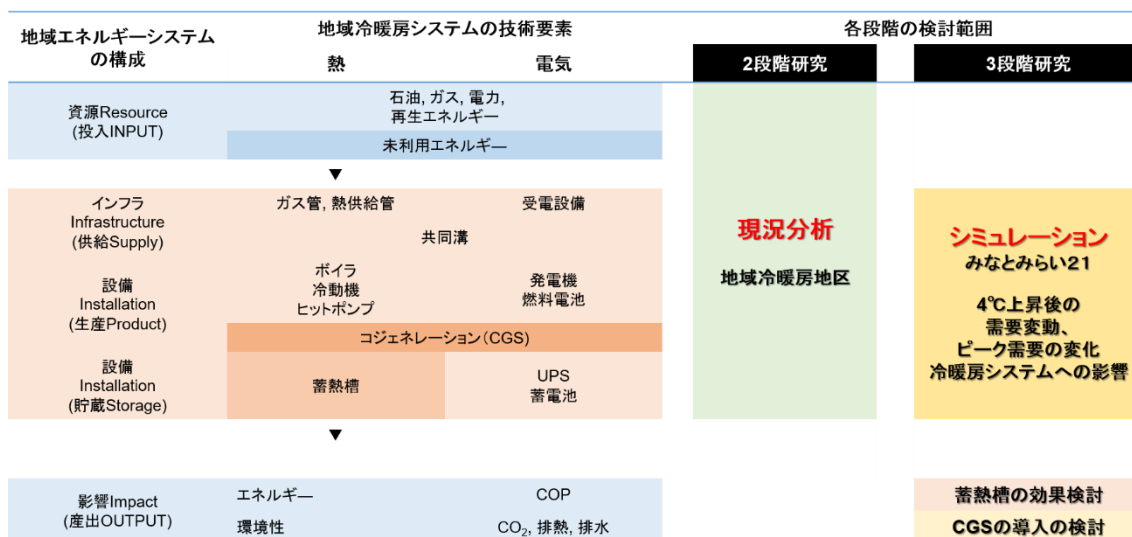 地域エネルギーシステム
の構成
地域冷暖房システムの技術要素
熱
電気
各段階の検討範囲
2段階研究
3段階研究
資源Resource
(投入INPUT)
石油, ガス, 電力,
再生エネルギー
未利用エネルギー
▼
インフラ
Infrastructure
(供給Supply)
ガス管, 熱供給管
受電設備
共同溝
設備
Installation
(生産Product)
ボイラ
冷動機
ヒットポンプ
発電機
燃料電池
コジェネレーション(CGS)
設備
Installation
(貯蔵Storage)
蓄熱槽
UPS
蓄電池
▼
現況分析
地域冷暖房地区
シミュレーション
みなとみらい21
4℃上昇後の
需要変動、
ピーク需要の変化
冷暖房システムへの影響
影響Impact
(産出OUTPUT)
エネルギー
COP
環境性
CO₂, 排熱, 排水
蓄熱槽の効果検討
CGSの導入の検討